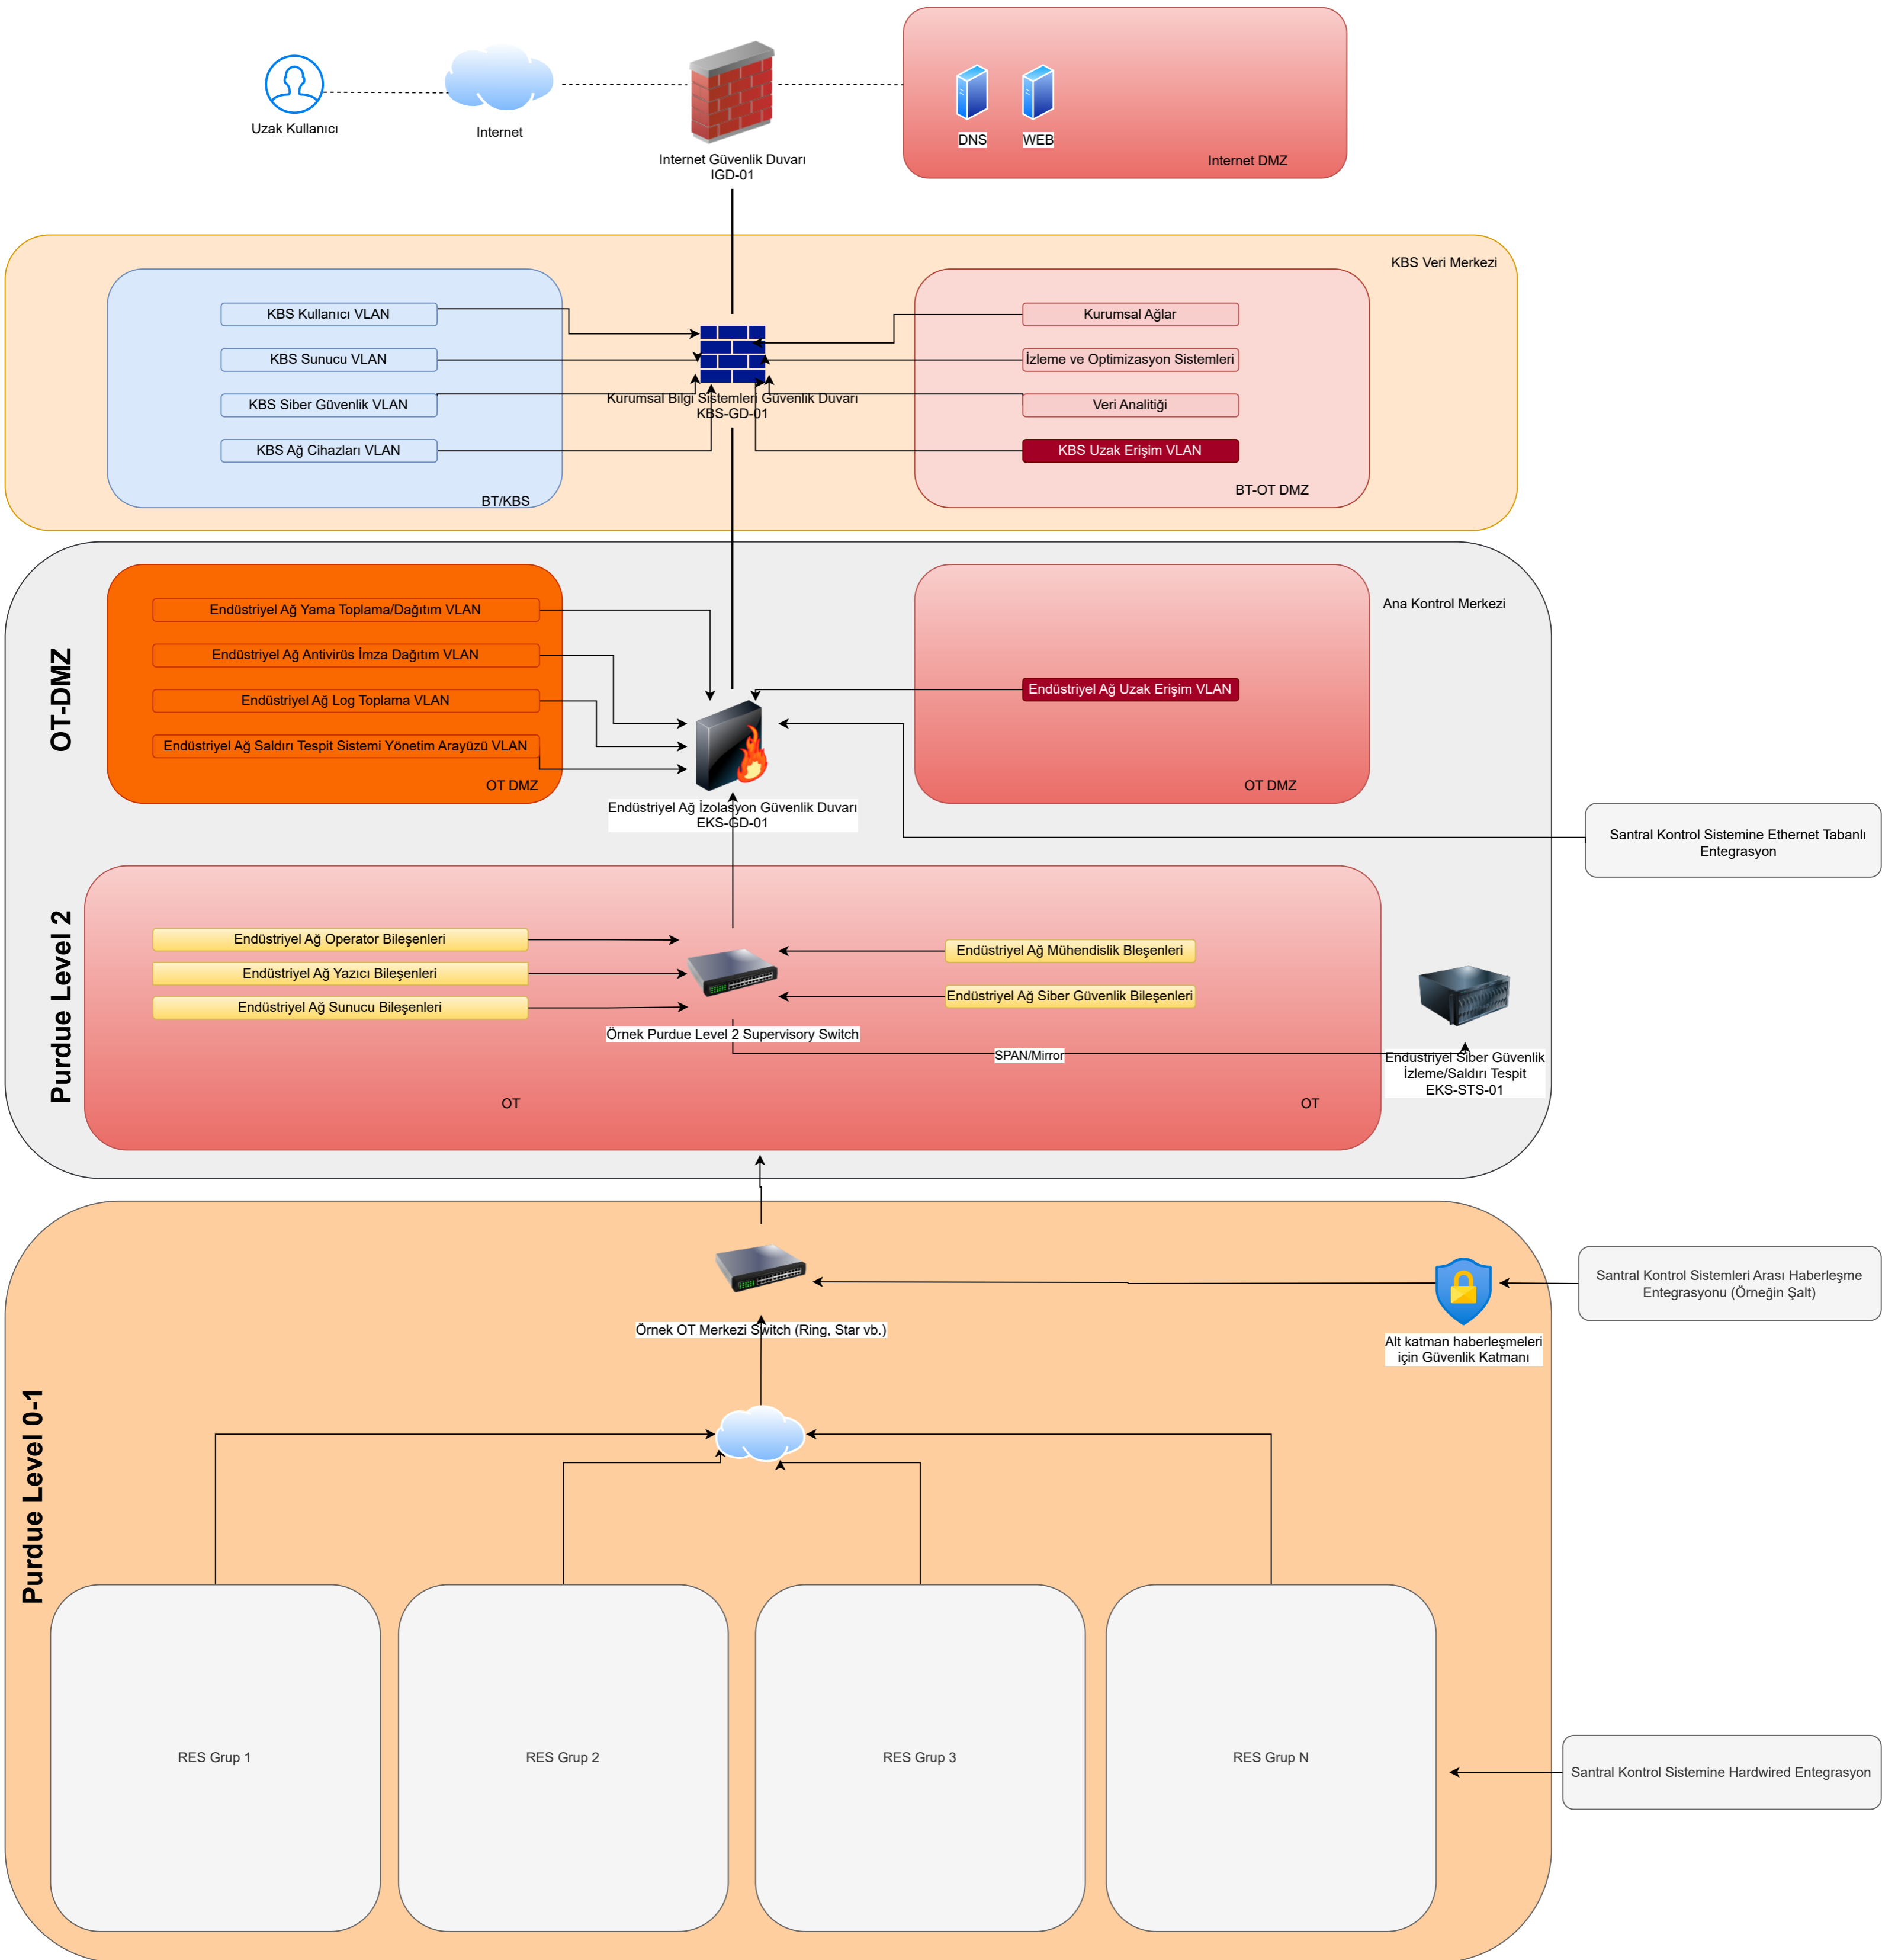 Uzak Kullanıcı
Internet
Internet Güvenlik Duvarı
IGD-01
DNS
WEB
Internet DMZ
KBS Veri Merkezi
KBS Kullanıcı VLAN
KBS Sunucu VLAN
KBS Siber Güvenlik VLAN
KBS Ağ Cihazları VLAN
BT/KBS
Kurumsal Bilgi Sistemleri Güvenlik Duvarı
KBS-GD-01
Kurumsal Ağlar
İzleme ve Optimizasyon Sistemleri
Veri Analitiği
KBS Uzak Erişim VLAN
BT-OT DMZ
OT-DMZ
Endüstriyel Ağ Yama Toplama/Dağıtım VLAN
Endüstriyel Ağ Antivirüs İmza Dağıtım VLAN
Endüstriyel Ağ Log Toplama VLAN
Endüstriyel Ağ Saldırı Tespit Sistemi Yönetim Arayüzü VLAN
OT DMZ
Endüstriyel Ağ İzolasyon Güvenlik Duvarı
EKS-GD-01
Ana Kontrol Merkezi
Endüstriyel Ağ Uzak Erişim VLAN
OT DMZ
Santral Kontrol Sistemine Ethernet Tabanlı
Entegrasyon
Purdue Level 2
Endüstriyel Ağ Operator Bileşenleri
Endüstriyel Ağ Yazıcı Bileşenleri
Endüstriyel Ağ Sunucu Bileşenleri
Örnek Purdue Level 2 Supervisory Switch
Endüstriyel Ağ Mühendislik Bleşenleri
Endüstriyel Ağ Siber Güvenlik Bileşenleri
SPAN/Mirror
Endüstriyel Siber Güvenlik
İzleme/Saldırı Tespit
EKS-STS-01
OT
OT
Purdue Level 0-1
Örnek OT Merkezi Switch (Ring, Star vb.)
Alt katman haberleşmeleri
için Güvenlik Katmanı
Santral Kontrol Sistemleri Arası Haberleşme
Entegrasyonu (Örneğin Şalt)
RES Grup 1
RES Grup 2
RES Grup 3
RES Grup N
Santral Kontrol Sistemine Hardwired Entegrasyon